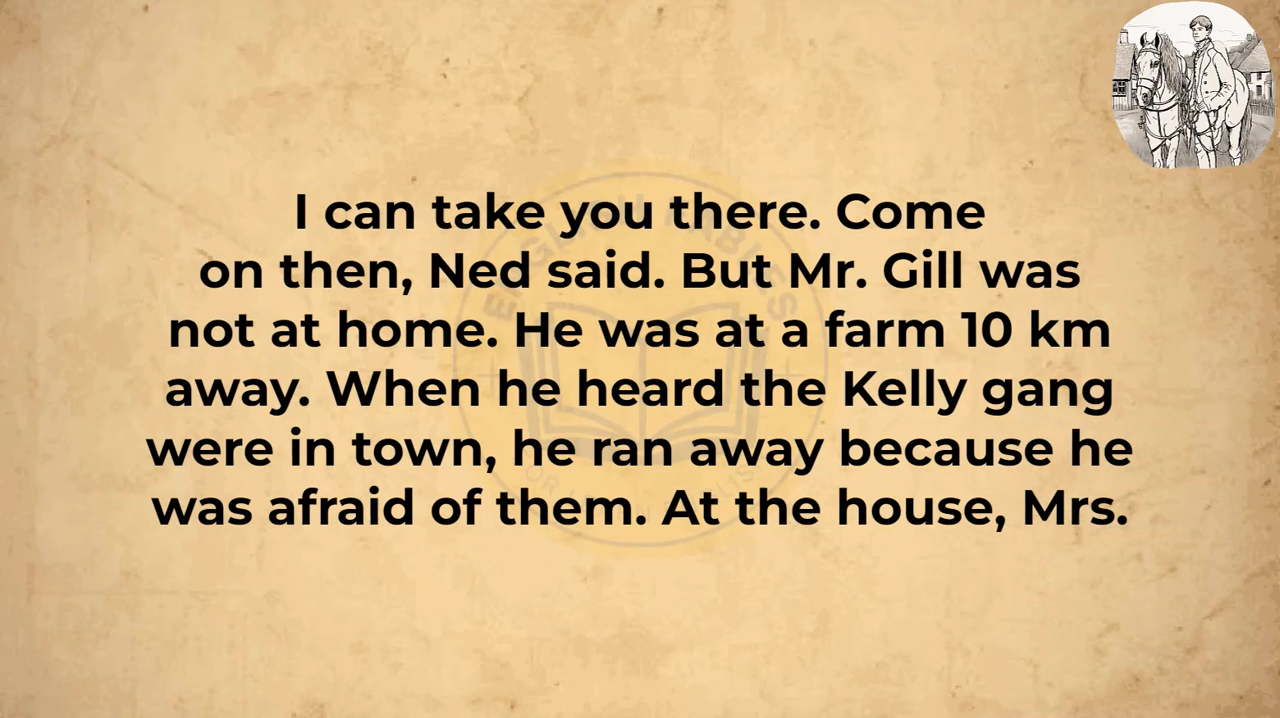 I can take you there. Come
on then, Ned said. But Mr. Gill was
not at home. He was at a farm 10 km
away. When he heard the Kelly gang
were in town, he ran away because he
was afraid of them. At the house, Mrs.